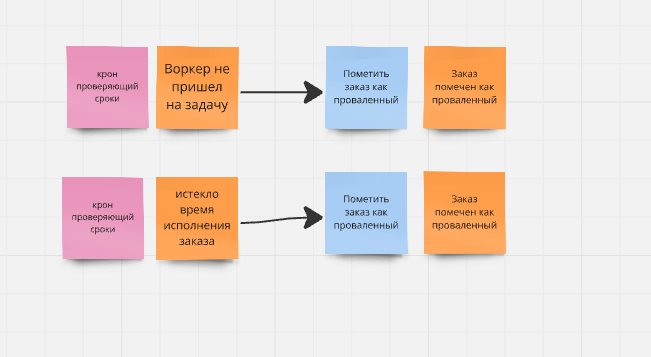 крон
проверяющий
сроки
Воркер не
пришел
на задачу
Пометить
заказ как
проваленный
Заказ
помечен как
проваленный
крон
проверяющий
сроки
истекло
время
исполнения
заказа
Пометить
заказ как
проваленный
Заказ
помечен как
проваленный